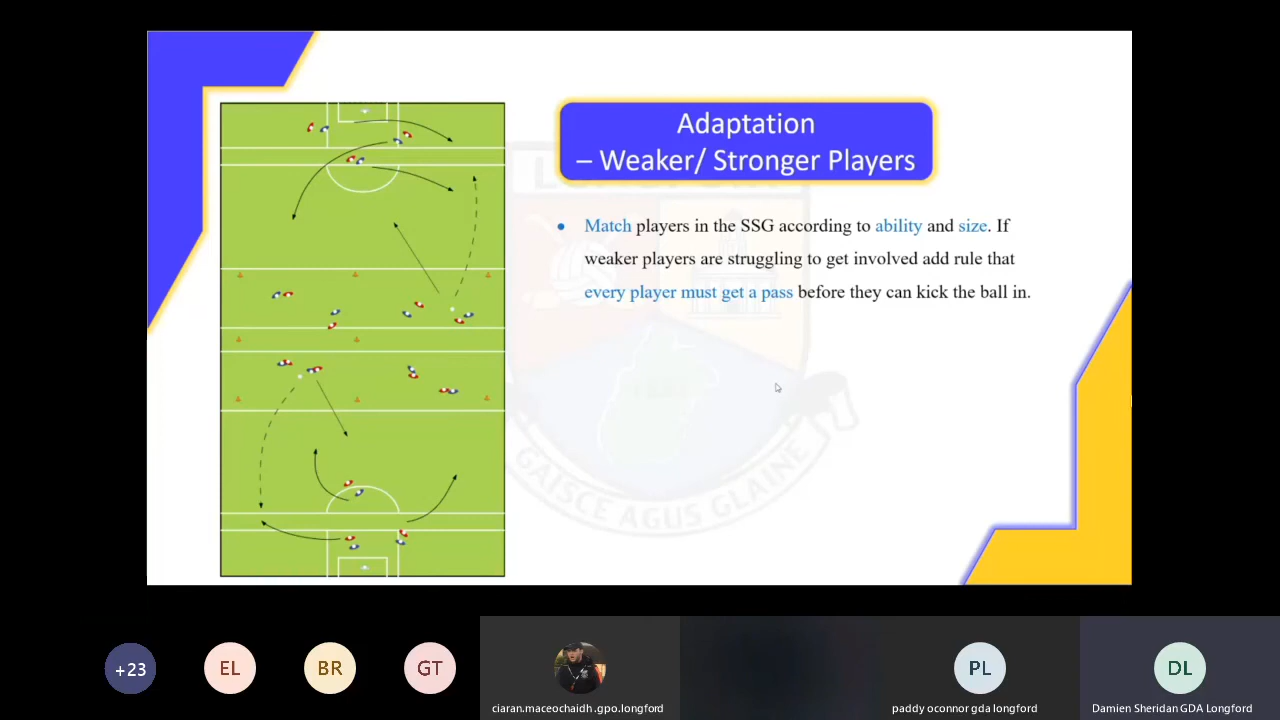 Adaptation
– Weaker/ Stronger Players
• Match players in the SSG according to ability and size. If
weaker players are struggling to get involved add rule that
every player must get a pass before they can kick the ball in.
GAISCE AGUS GLAINE
+23
EL
BR
GT
PL
DL
ciaran.maceochaidh .gpo.longford
paddy oconnor gda longford
Damien Sheridan GDA Longford